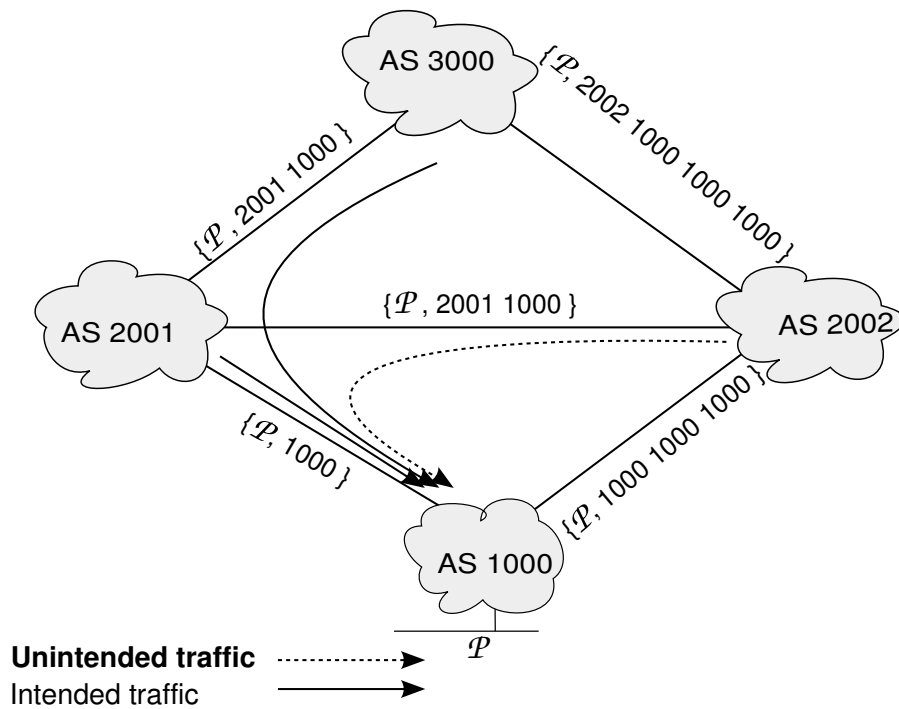 AS 3000
{𝒫, 2002 1000 1000 1000 }
{𝒫, 2001 1000 }
AS 2001
{𝒫, 2001 1000 }
AS 2002
{𝒫, 1000 }
{𝒫, 1000 1000 1000 }
AS 1000
𝒫
Unintended traffic
Intended traffic